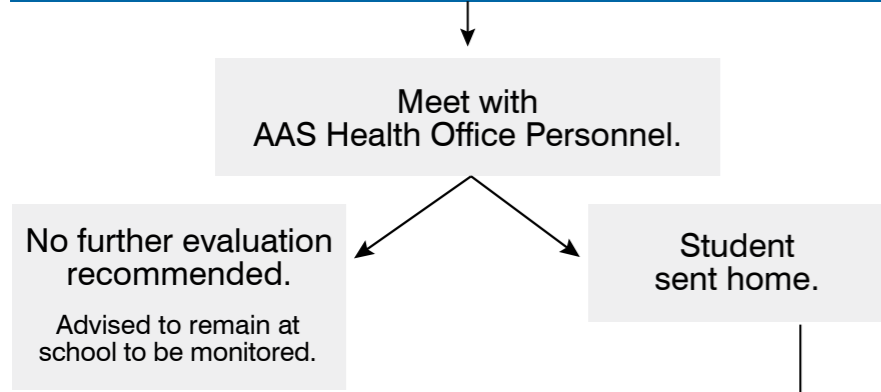 Meet with
AAS Health Office Personnel.
No further evaluation
recommended.
Advised to remain at
school to be monitored.
Student
sent home.